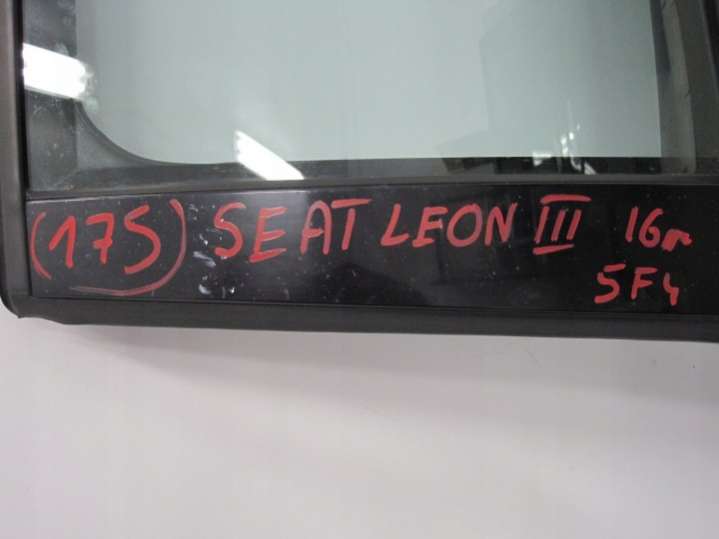 (175) SEAT LEON III 16r
5F4